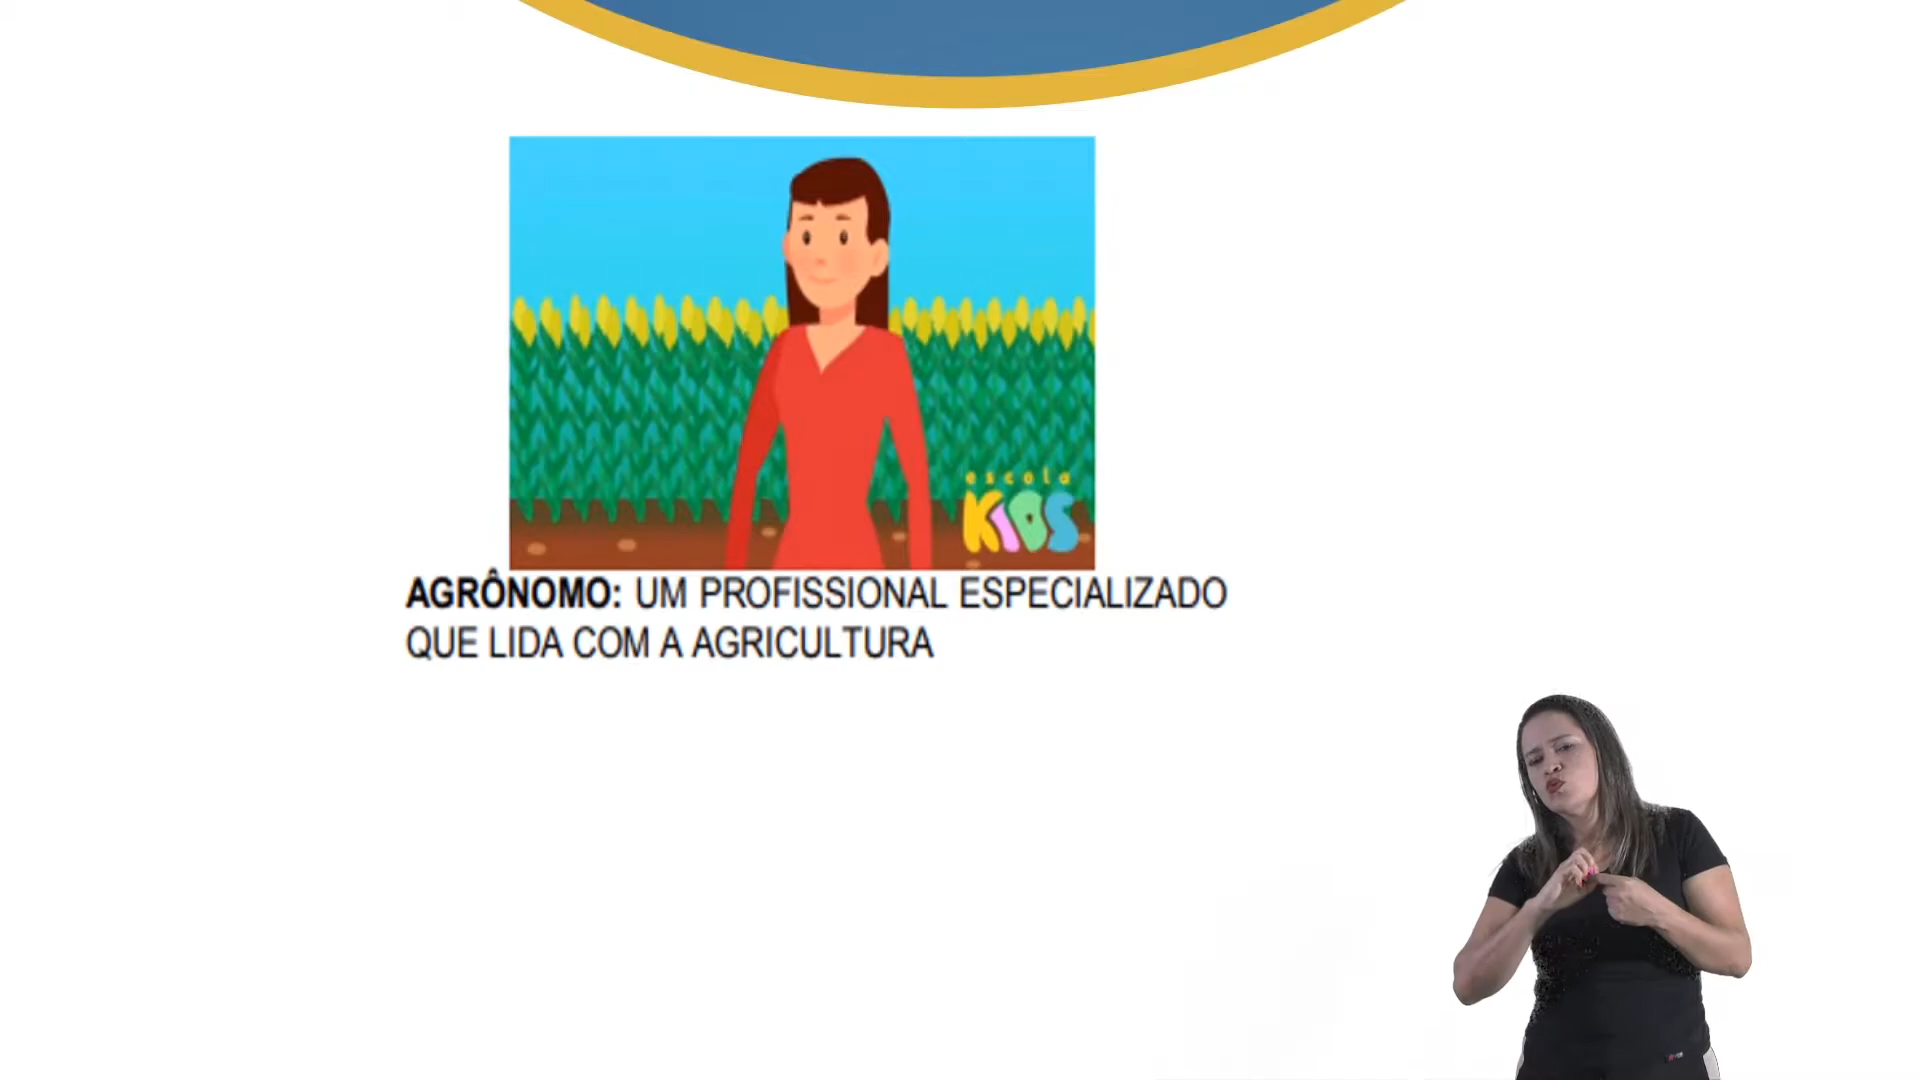 escola
KIDS
AGRÔNOMO: UM PROFISSIONAL ESPECIALIZADO
QUE LIDA COM A AGRICULTURA